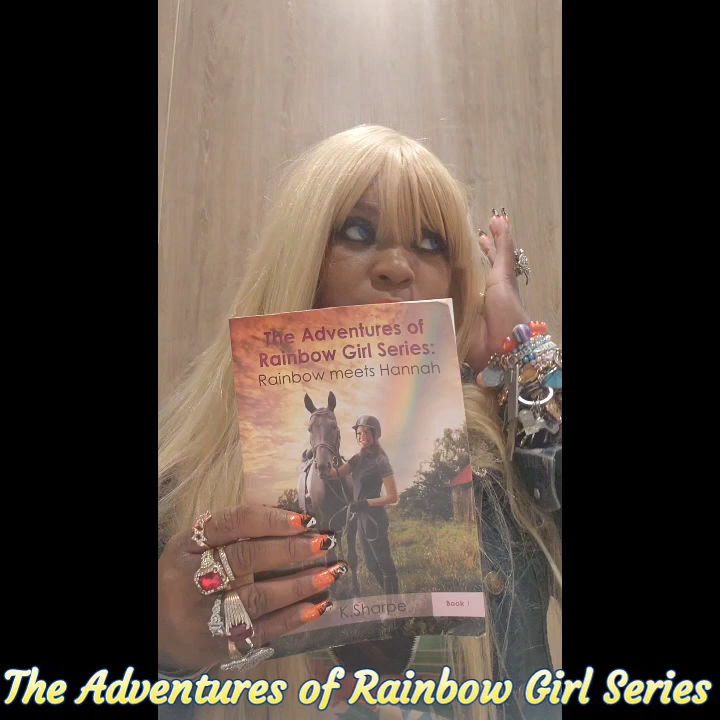 The Adventures of
Rainbow Girl Series:
Rainbow meets Hannah
K.Sharpe
Book 1
The Adventures of Rainbow Girl Series